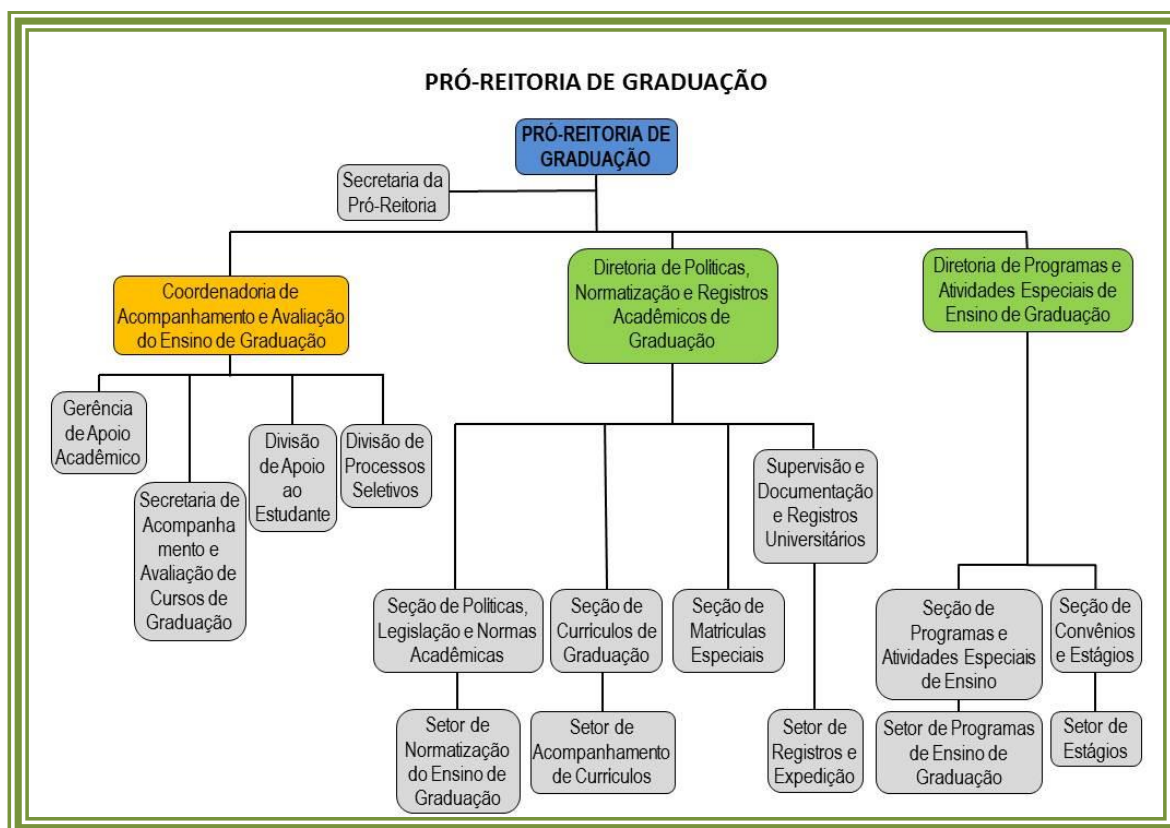 PRÓ-REITORIA DE GRADUAÇÃO
PRÓ-REITORIA DE
GRADUAÇÃO
Secretaria da
Pró-Reitoria
Coordenadoria de
Acompanhamento e Avaliação
do Ensino de Graduação
Diretoria de Políticas,
Normatização e Registros
Acadêmicos de
Graduação
Diretoria de Programas e
Atividades Especiais de
Ensino de Graduação
Gerência
de Apoio
Acadêmico
Secretaria de
Acompanha
mento e
Avaliação de
Cursos de
Graduação
Divisão
de Apoio
ao
Estudante
Divisão de
Processos
Seletivos
Supervisão e
Documentação
e Registros
Universitários
Seção de Políticas,
Legislação e Normas
Acadêmicas
Seção de
Currículos de
Graduação
Seção de
Matrículas
Especiais
Seção de
Programas e
Atividades Especiais
de Ensino
Seção de
Convênios
e Estágios
Setor de
Normatização
do Ensino de
Graduação
Setor de
Acompanhamento
de Currículos
Setor de
Registros e
Expedição
Setor de Programas
de Ensino de
Graduação
Setor de
Estágios